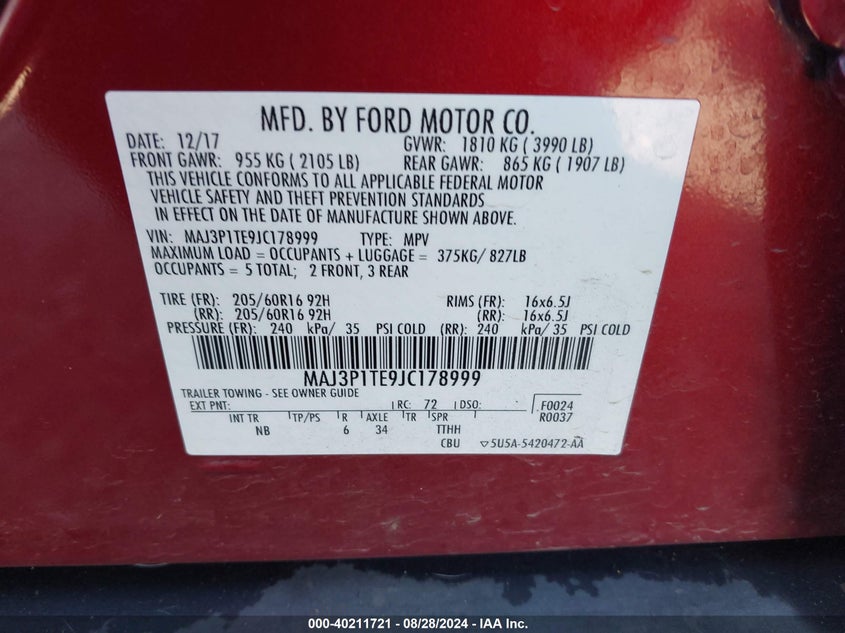 MFD. BY FORD MOTOR CO.
DATE: 12/17 GVWR: 1810 KG ( 3990 LB)
FRONT GAWR: 955 KG ( 2105 LB) REAR GAWR: 865 KG ( 1907 LB)
THIS VEHICLE CONFORMS TO ALL APPLICABLE FEDERAL MOTOR
VEHICLE SAFETY AND THEFT PREVENTION STANDARDS
IN EFFECT ON THE DATE OF MANUFACTURE SHOWN ABOVE.
VIN: MAJ3P1TE9JC178999 TYPE: MPV
MAXIMUM LOAD = OCCUPANTS + LUGGAGE = 375KG/ 827LB
OCCUPANTS = 5 TOTAL; 2 FRONT, 3 REAR
TIRE (FR): 205/60R16 92H RIMS (FR): 16x6.5J
(RR): 205/60R16 92H (RR): 16x6.5J
PRESSURE (FR): 240 kPa/ 35 PSI COLD (RR): 240 kPa/ 35 PSI COLD
MAJ3P1TE9JC178999
TRAILER TOWING - SEE OWNER GUIDE
EXT PNT: RC: 72 DSO: F0024
R0037
INT TR TP/PS R AXLE TR SPR
NB 6 34 TTHH
CBU ▽5U5A-5420472-AA
000-40211721 - 08/28/2024 - IAA Inc.